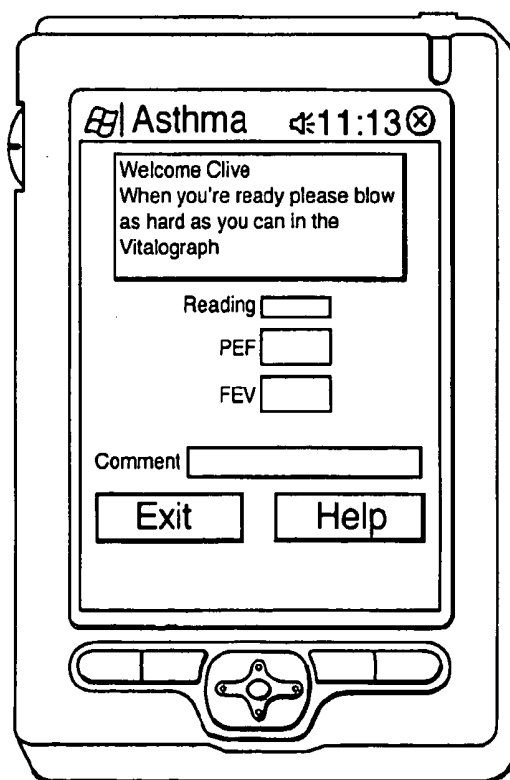 Asthma 11:13
Welcome Clive
When you're ready please blow
as hard as you can in the
Vitalograph
Reading
PEF
FEV
Comment
Exit Help